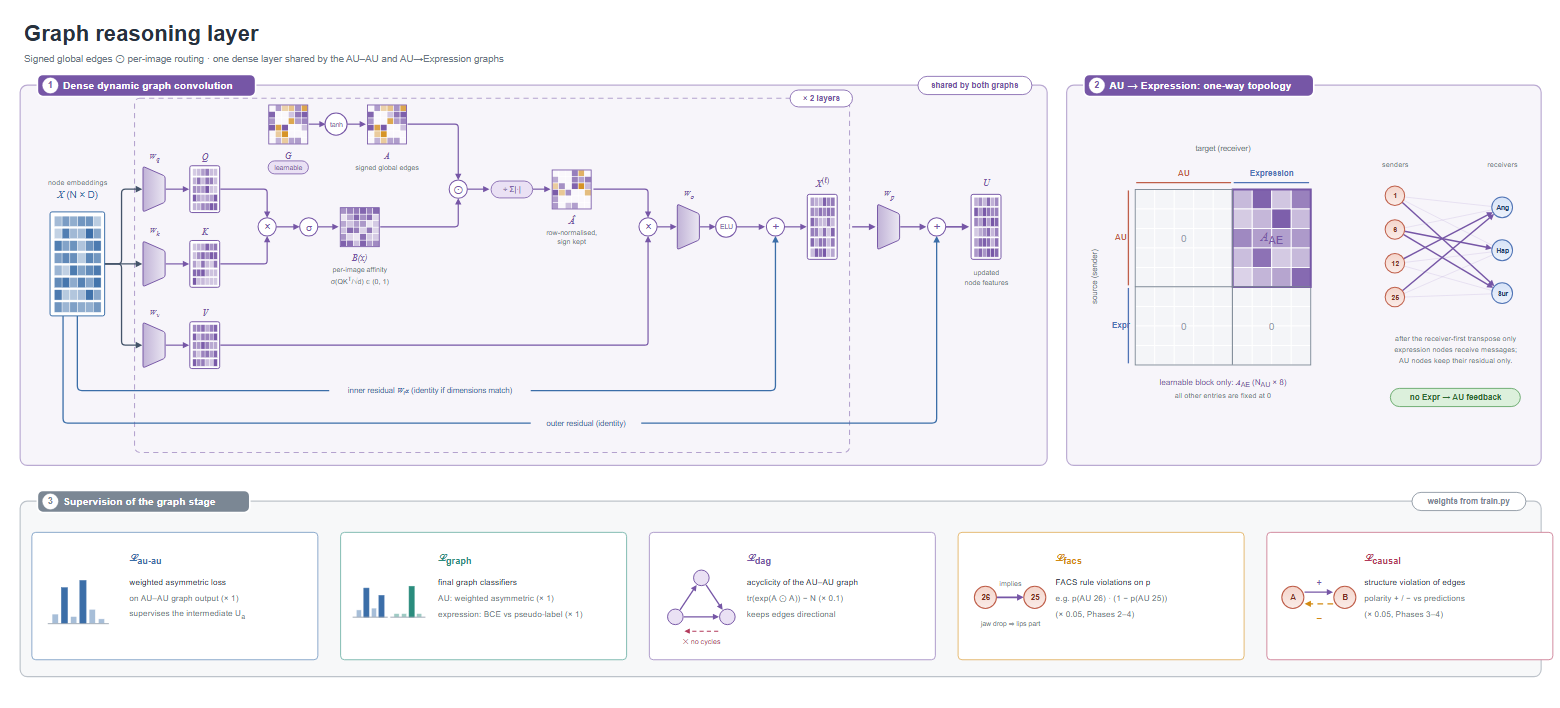 Graph reasoning layer
Signed global edges ⊙ per-image routing · one dense layer shared by the AU–AU and AU→Expression graphs
1 Dense dynamic graph convolution
shared by both graphs
× 2 layers
node embeddings
X (N × D)
W_q
Q
W_k
K
W_v
V
G
learnable
tanh
A
signed global edges
×
σ
B(x)
per-image affinity
σ(QKᵀ/√d) ∈ (0, 1)
⊙
÷ Σ|·|
Â
row-normalised,
sign kept
×
W_o
ELU
+
X^(ℓ)
W_p
+
U
updated
node features
inner residual W_r x (identity if dimensions match)
outer residual (identity)
2 AU → Expression: one-way topology
target (receiver)
AU
Expression
source (sender)
AU
Expr
0
A_AE
0
0
learnable block only: A_AE (N_AU × 8)
all other entries are fixed at 0
senders
receivers
1
6
12
25
Ang
Hap
Sur
after the receiver-first transpose only
expression nodes receive messages;
AU nodes keep their residual only.
no Expr → AU feedback
3 Supervision of the graph stage
weights from train.py
ℒ_au-au
weighted asymmetric loss
on AU–AU graph output (× 1)
supervises the intermediate U_a
ℒ_graph
final graph classifiers
AU: weighted asymmetric (× 1)
expression: BCE vs pseudo-label (× 1)
ℒ_dag
acyclicity of the AU–AU graph
tr(exp(A ⊙ A)) − N (× 0.1)
keeps edges directional
× no cycles
ℒ_facs
FACS rule violations on p
e.g. p(AU 26) · (1 − p(AU 25))
(× 0.05, Phases 2–4)
implies
26
25
jaw drop ⇒ lips part
ℒ_causal
structure violation of edges
polarity + / − vs predictions
(× 0.05, Phases 3–4)
A
+
−
B